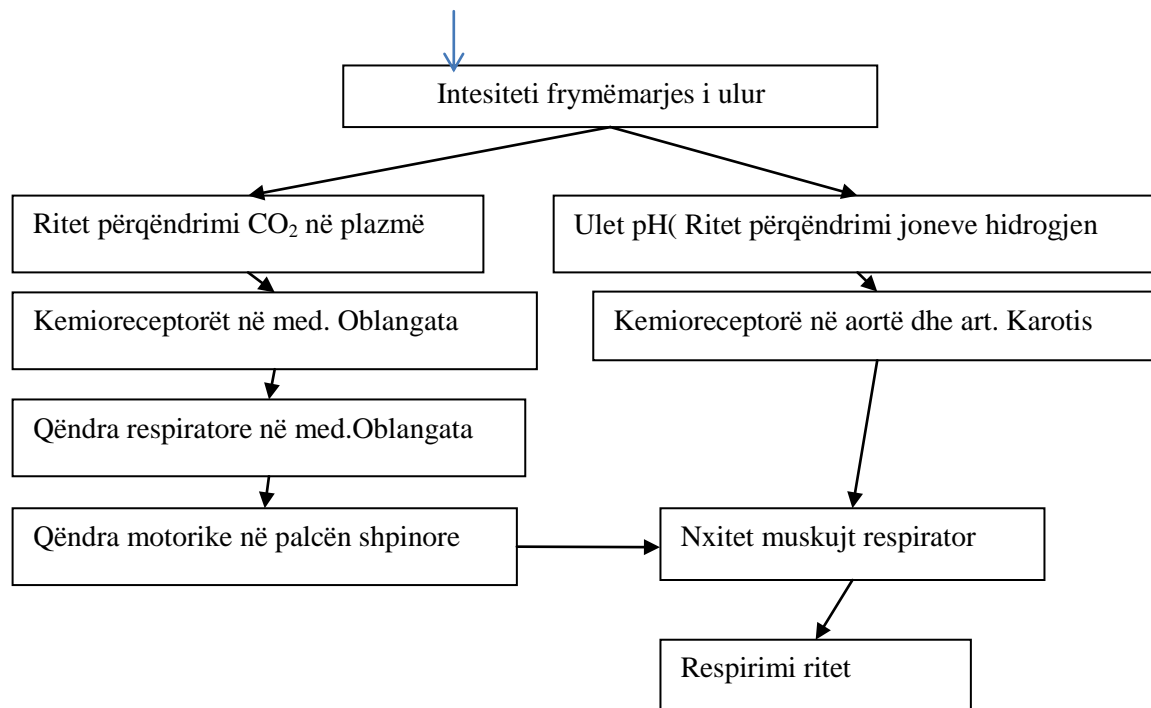 Intesiteti frymëmarjes i ulur
Ritet përqëndrimi CO₂ në plazmë
Ulet pH( Ritet përqëndrimi joneve hidrogjen
Kemioreceptorët në med. Oblangata
Kemioreceptorë në aortë dhe art. Karotis
Qëndra respiratore në med.Oblangata
Qëndra motorike në palcën shpinore
Nxitet muskujt respirator
Respirimi ritet